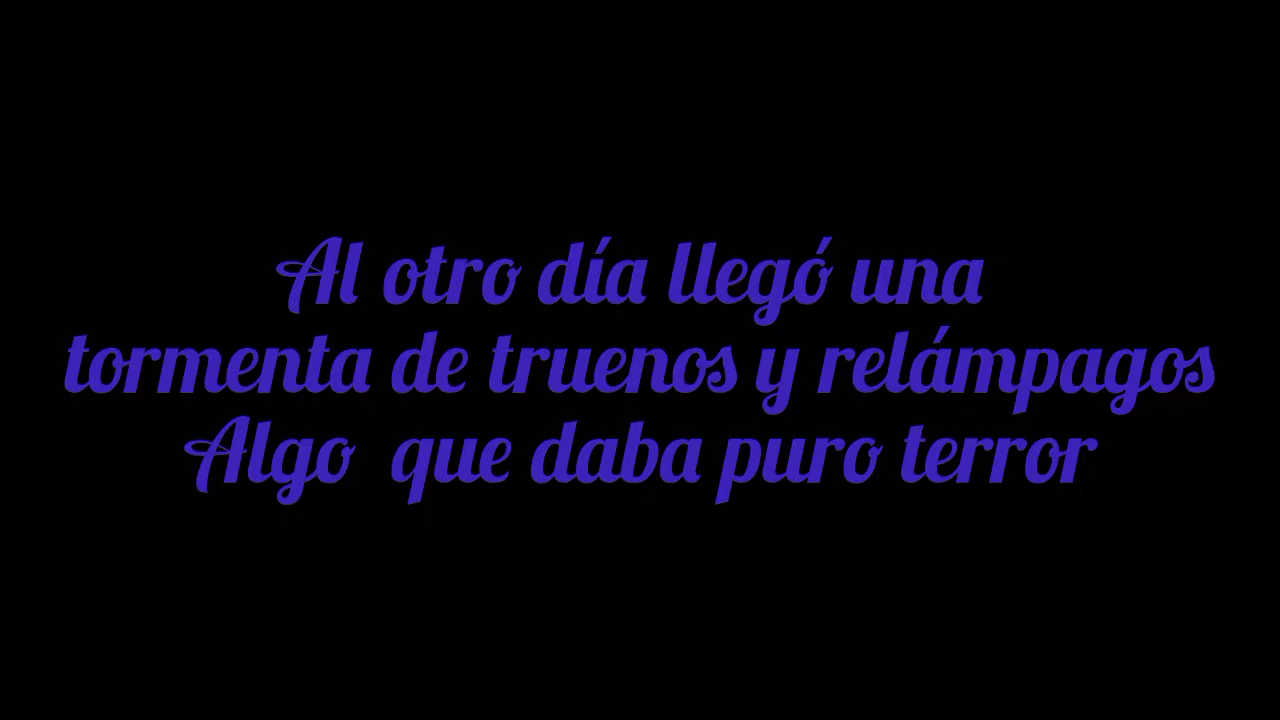 Al otro día llegó una
tormenta de truenos y relámpagos
Algo  que daba puro terror